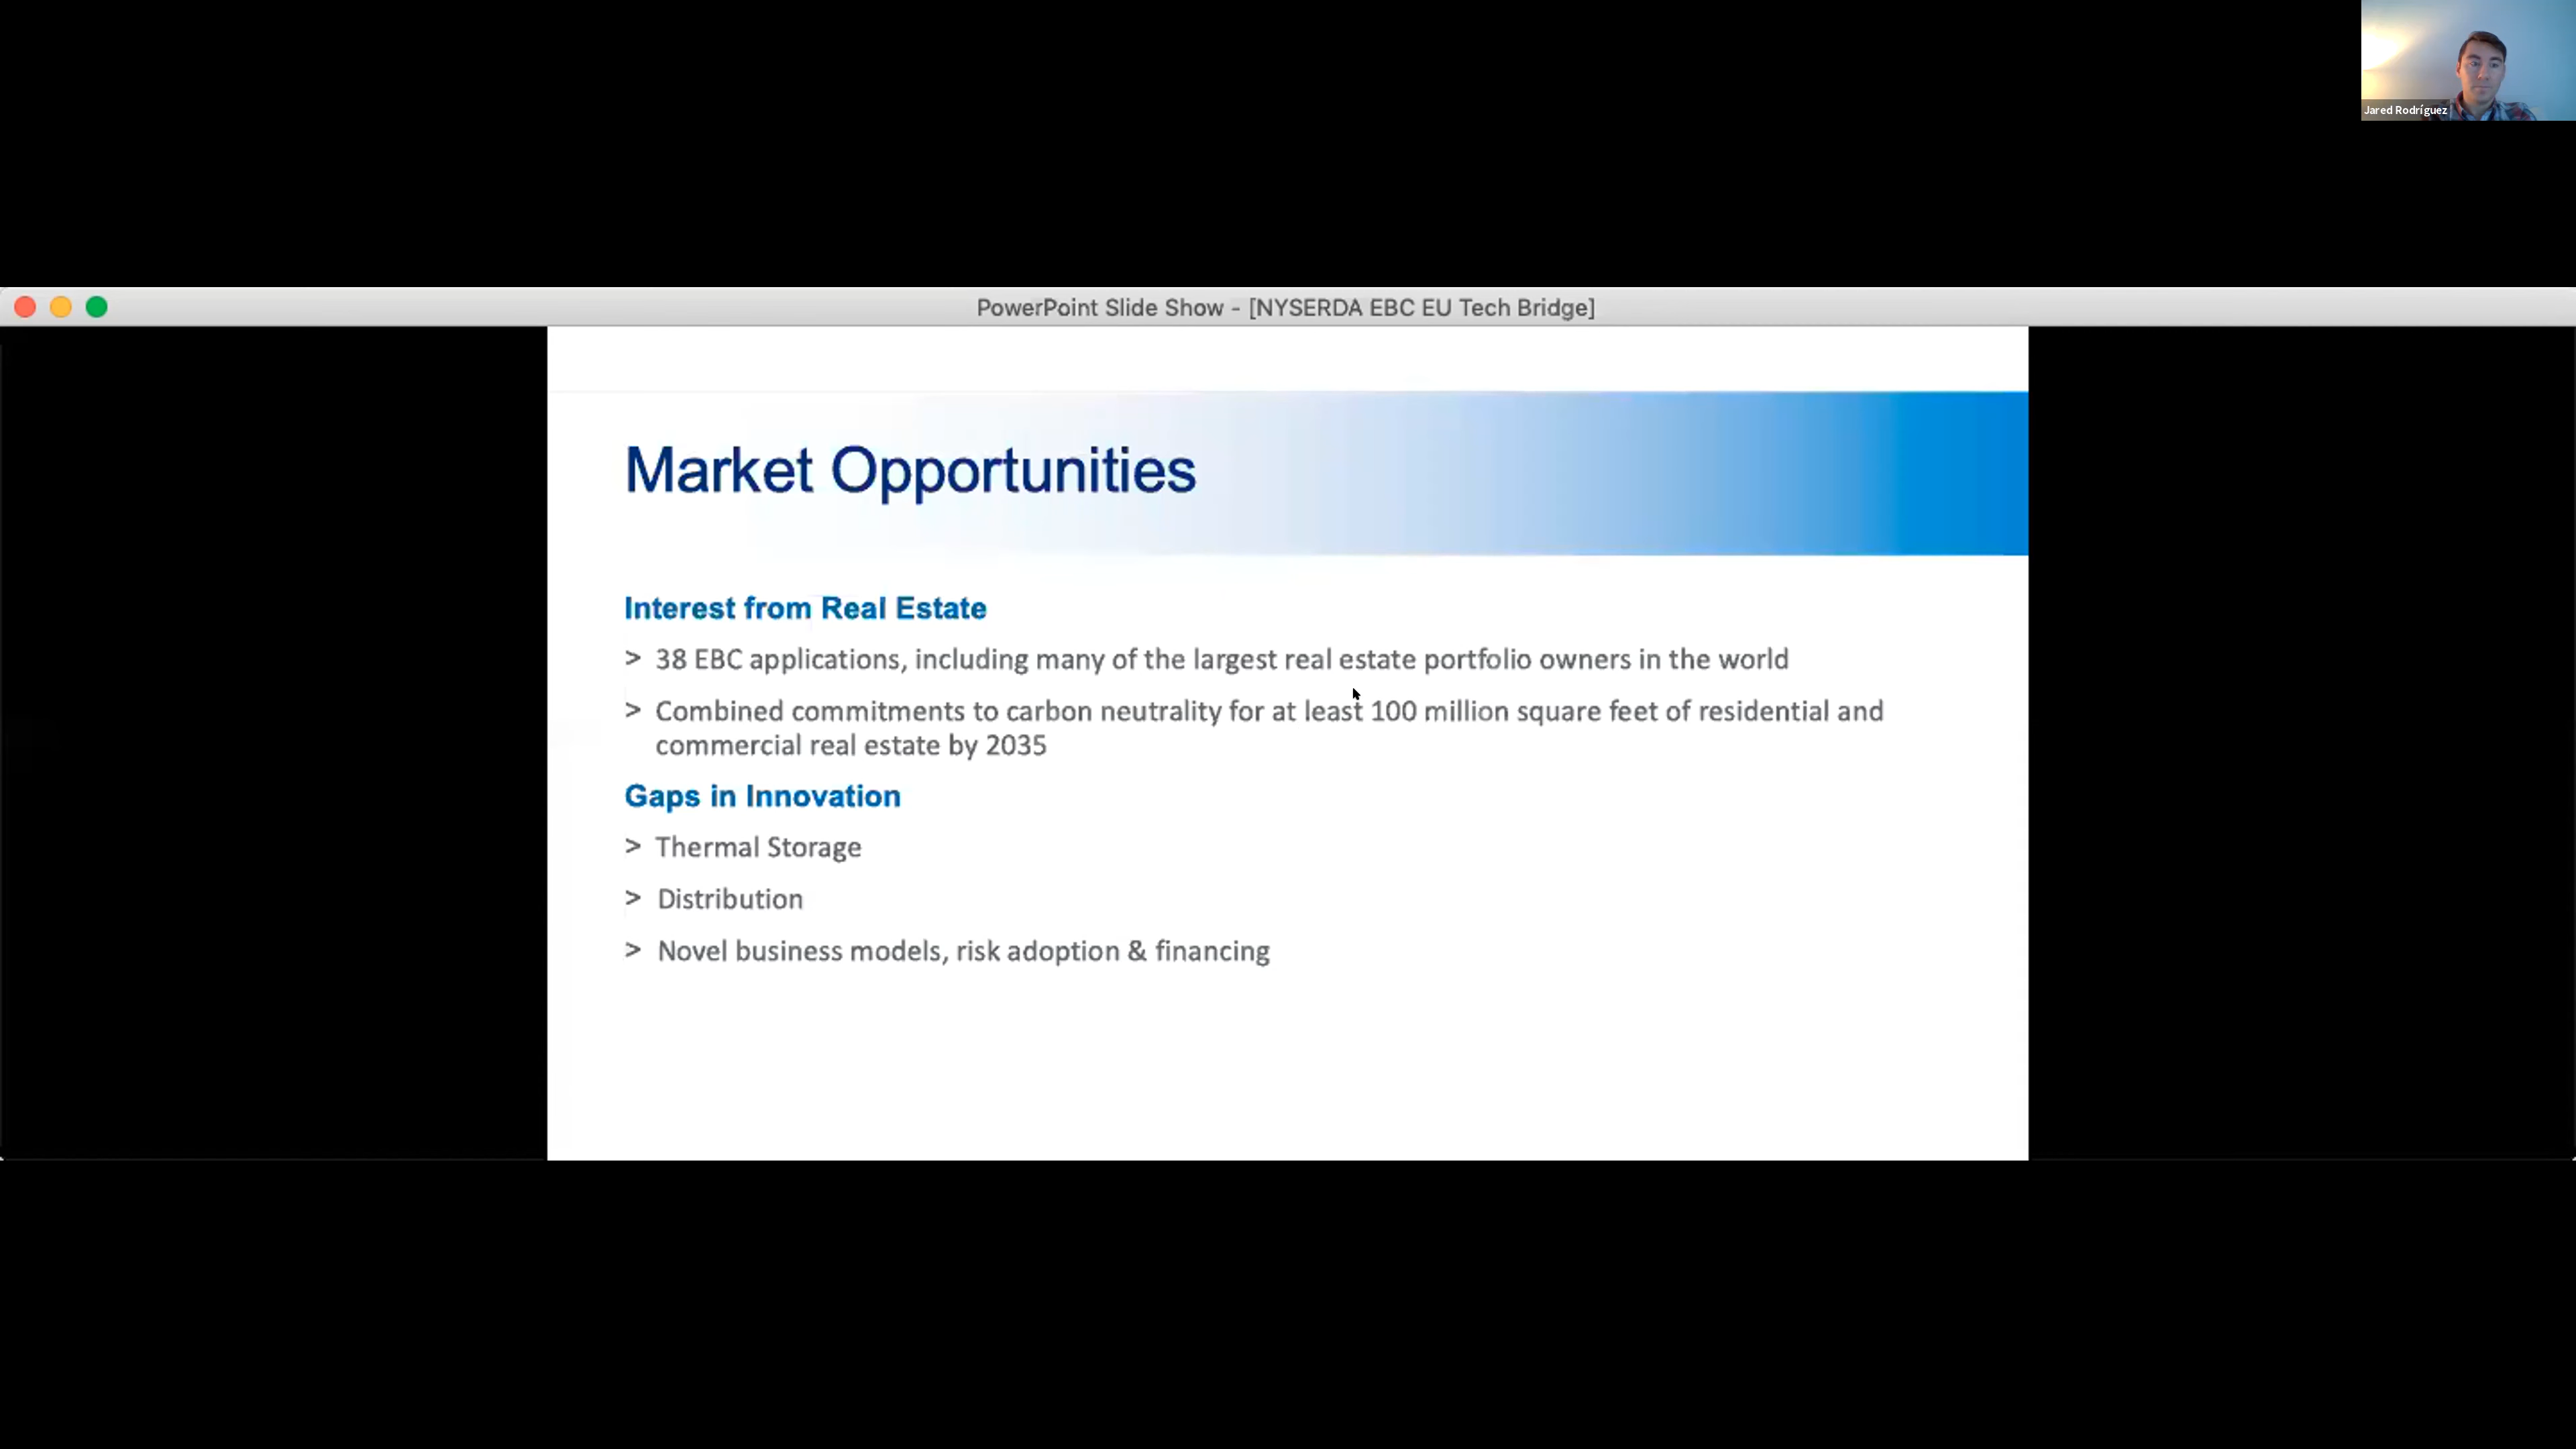 Jared Rodríguez
PowerPoint Slide Show - [NYSERDA EBC EU Tech Bridge]
Market Opportunities
Interest from Real Estate
> 38 EBC applications, including many of the largest real estate portfolio owners in the world
> Combined commitments to carbon neutrality for at least 100 million square feet of residential and
commercial real estate by 2035
Gaps in Innovation
> Thermal Storage
> Distribution
> Novel business models, risk adoption & financing